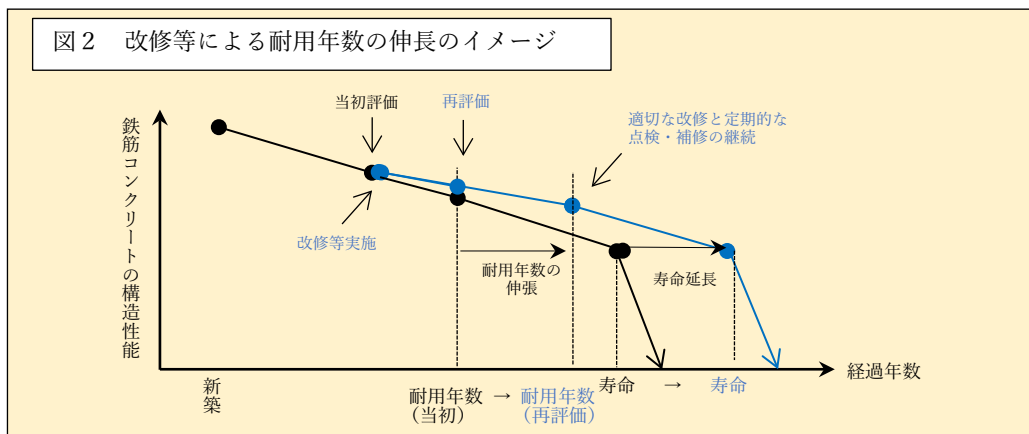 図２　改修等による耐用年数の伸長のイメージ
当初評価
再評価
適切な改修と定期的な
点検・補修の継続
鉄筋コンクリートの構造性能
改修等実施
耐用年数の
伸張
寿命延長
経過年数
新築
耐用年数 → 耐用年数 寿命 → 寿命
（当初） （再評価）